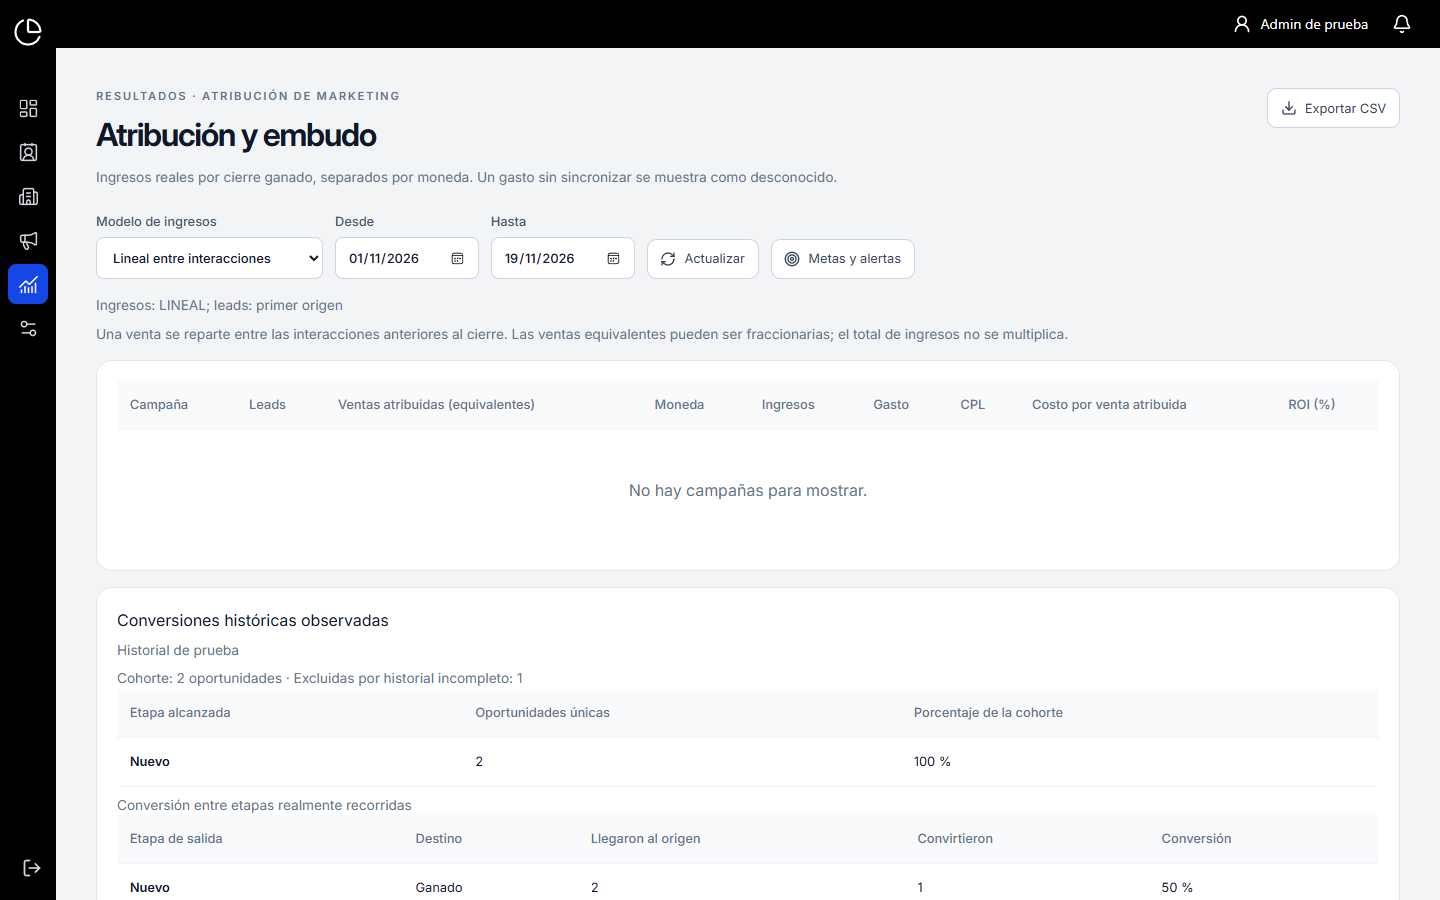 Admin de prueba
RESULTADOS · ATRIBUCIÓN DE MARKETING
Exportar CSV
Atribución y embudo
Ingresos reales por cierre ganado, separados por moneda. Un gasto sin sincronizar se muestra como desconocido.
Modelo de ingresos Desde Hasta
Lineal entre interacciones 01/11/2026 19/11/2026 Actualizar Metas y alertas
Ingresos: LINEAL; leads: primer origen
Una venta se reparte entre las interacciones anteriores al cierre. Las ventas equivalentes pueden ser fraccionarias; el total de ingresos no se multiplica.
Campaña Leads Ventas atribuidas (equivalentes) Moneda Ingresos Gasto CPL Costo por venta atribuida ROI (%)
No hay campañas para mostrar.
Conversiones históricas observadas
Historial de prueba
Cohorte: 2 oportunidades · Excluidas por historial incompleto: 1
Etapa alcanzada Oportunidades únicas Porcentaje de la cohorte
Nuevo 2 100 %
Conversión entre etapas realmente recorridas
Etapa de salida Destino Llegaron al origen Convirtieron Conversión
Nuevo Ganado 2 1 50 %